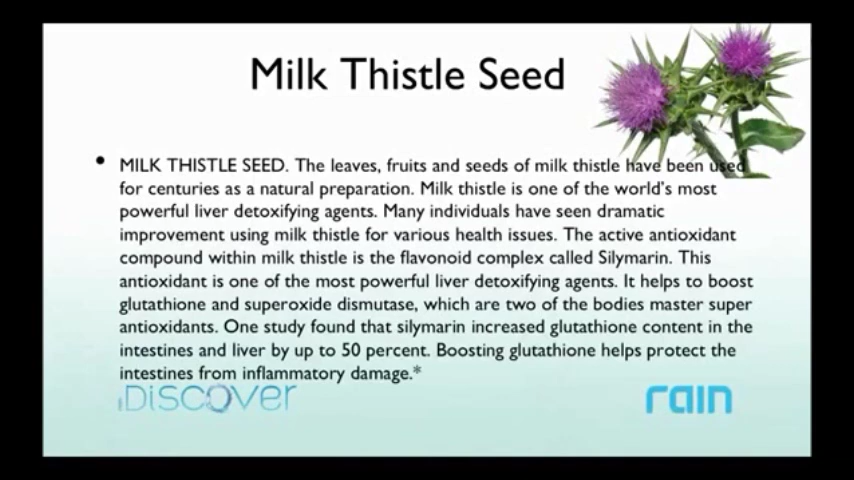 Milk Thistle Seed
• MILK THISTLE SEED. The leaves, fruits and seeds of milk thistle have been used
for centuries as a natural preparation. Milk thistle is one of the world's most
powerful liver detoxifying agents. Many individuals have seen dramatic
improvement using milk thistle for various health issues. The active antioxidant
compound within milk thistle is the flavonoid complex called Silymarin. This
antioxidant is one of the most powerful liver detoxifying agents. It helps to boost
glutathione and superoxide dismutase, which are two of the bodies master super
antioxidants. One study found that silymarin increased glutathione content in the
intestines and liver by up to 50 percent. Boosting glutathione helps protect the
intestines from inflammatory damage.*
iDiscover
rain